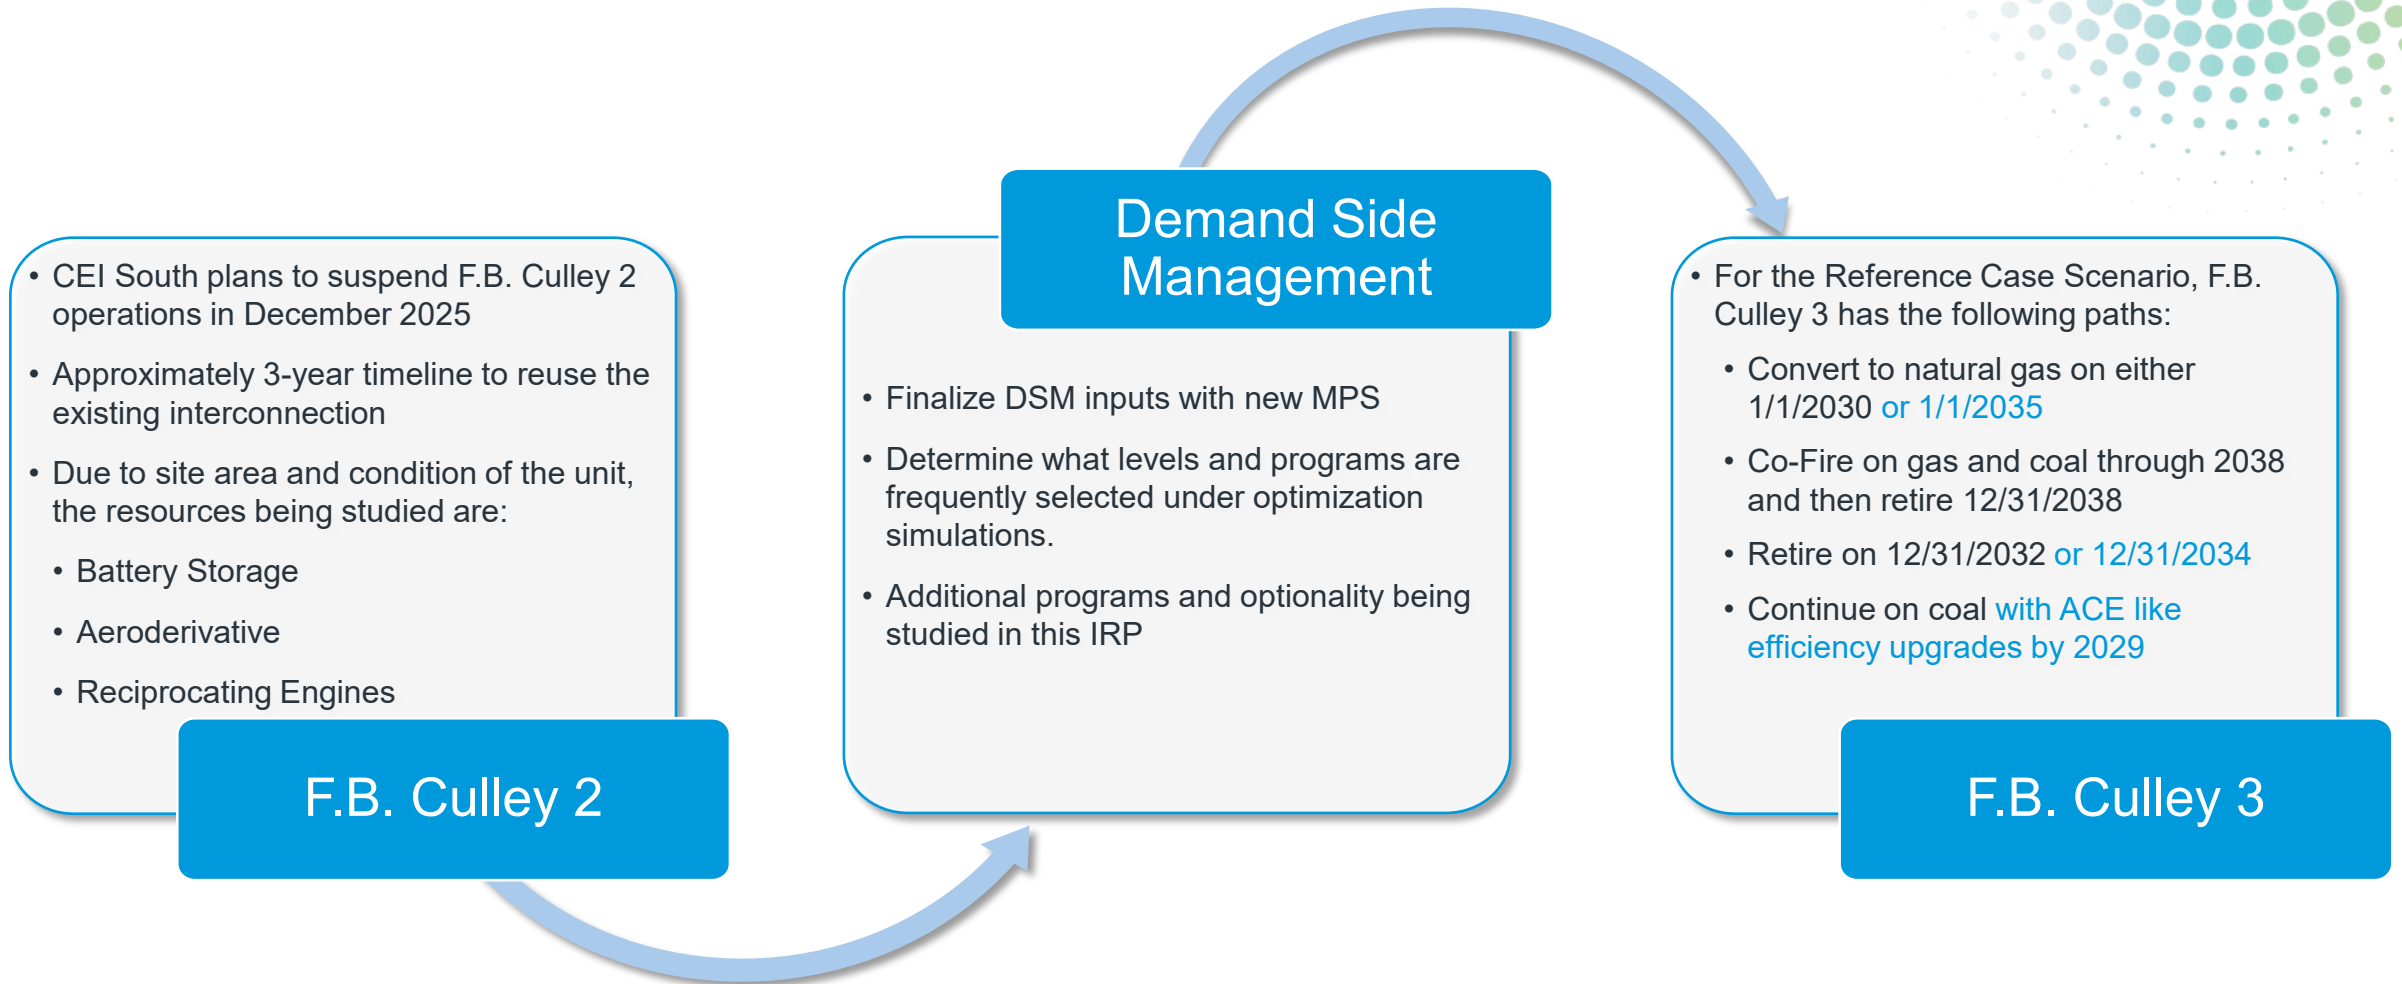 • CEI South plans to suspend F.B. Culley 2
operations in December 2025
• Approximately 3-year timeline to reuse the
existing interconnection
• Due to site area and condition of the unit,
the resources being studied are:
• Battery Storage
• Aeroderivative
• Reciprocating Engines
F.B. Culley 2
Demand Side
Management
• Finalize DSM inputs with new MPS
• Determine what levels and programs are
frequently selected under optimization
simulations.
• Additional programs and optionality being
studied in this IRP
• For the Reference Case Scenario, F.B.
Culley 3 has the following paths:
• Convert to natural gas on either
1/1/2030 or 1/1/2035
• Co-Fire on gas and coal through 2038
and then retire 12/31/2038
• Retire on 12/31/2032 or 12/31/2034
• Continue on coal with ACE like
efficiency upgrades by 2029
F.B. Culley 3